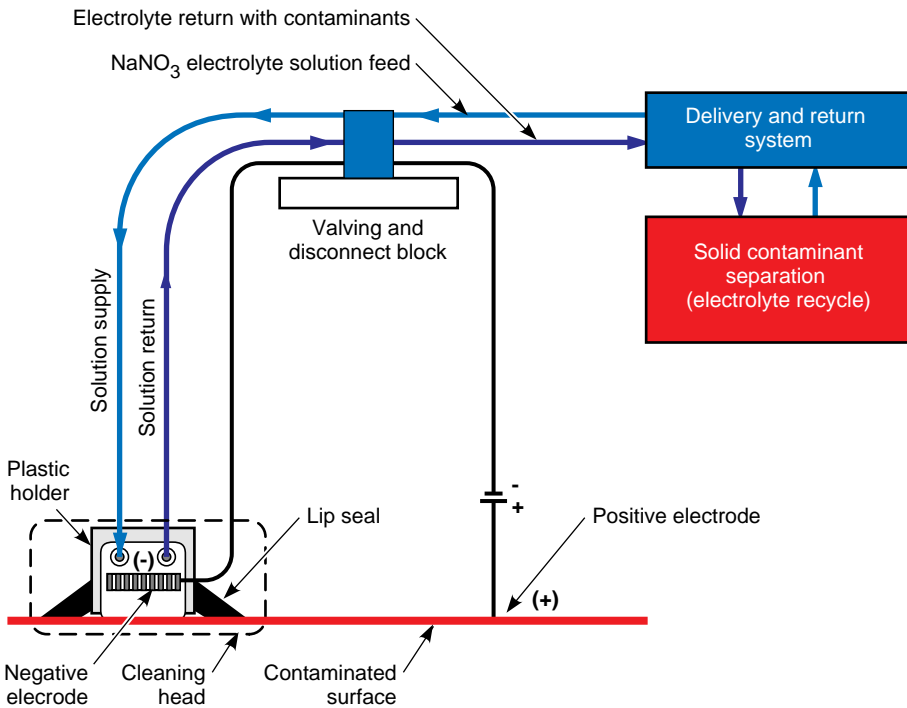 Electrolyte return with contaminants
NaNO3 electrolyte solution feed
Delivery and return
system
Valving and
disconnect block
Solid contaminant
separation
(electrolyte recycle)
Solution supply
Solution return
Plastic
holder
Lip seal
-
+
Positive electrode
(-)
(+)
Negative
elecrode
Cleaning
head
Contaminated
surface